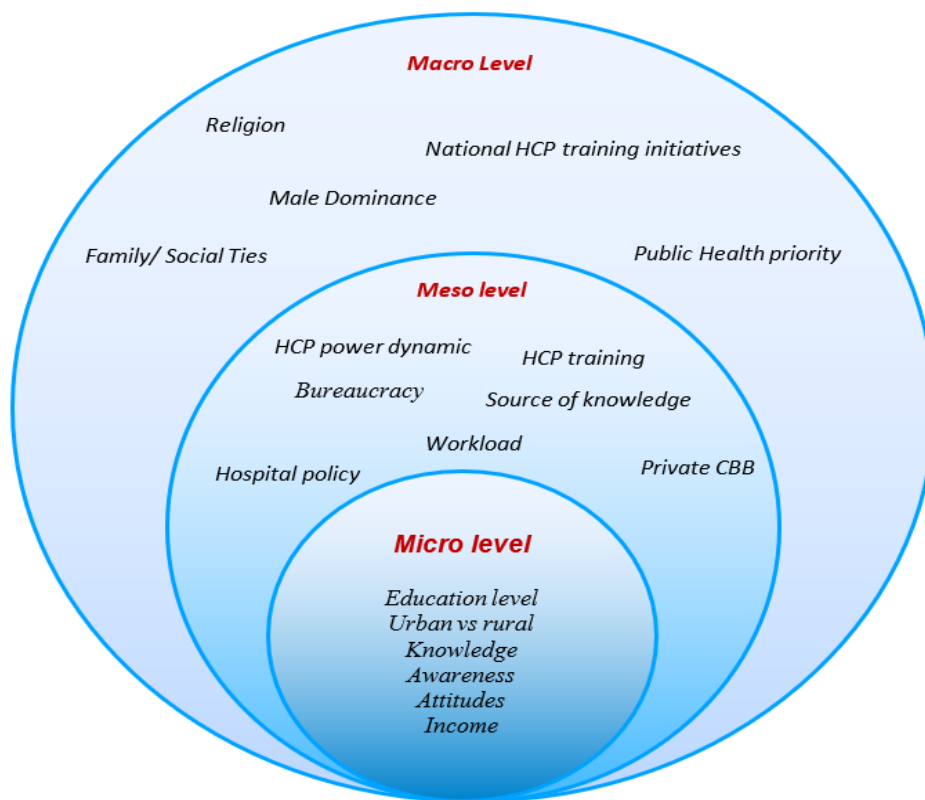 Macro Level
Religion
National HCP training initiatives
Male Dominance
Family/ Social Ties
Public Health priority
Meso level
HCP power dynamic
HCP training
Bureaucracy
Source of knowledge
Workload
Hospital policy
Private CBB
Micro level
Education level
Urban vs rural
Knowledge
Awareness
Attitudes
Income